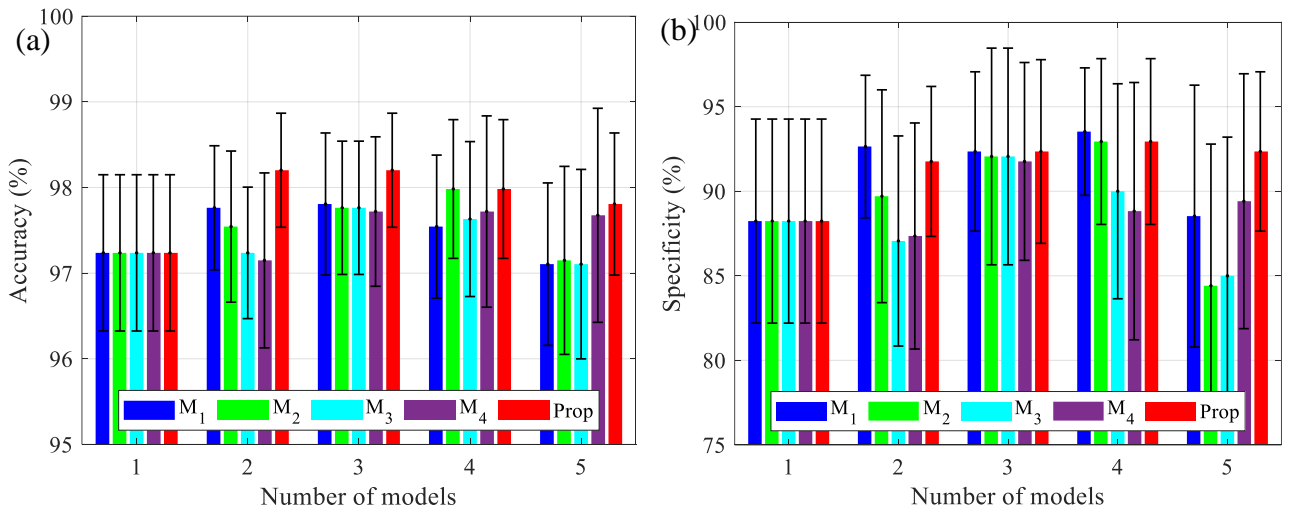 (a)
100
99
98
97
96
95
Accuracy (%)
M1 M2 M3 M4 Prop
1 2 3 4 5
Number of models
(b)
100
95
90
85
80
75
Specificity (%)
M1 M2 M3 M4 Prop
1 2 3 4 5
Number of models